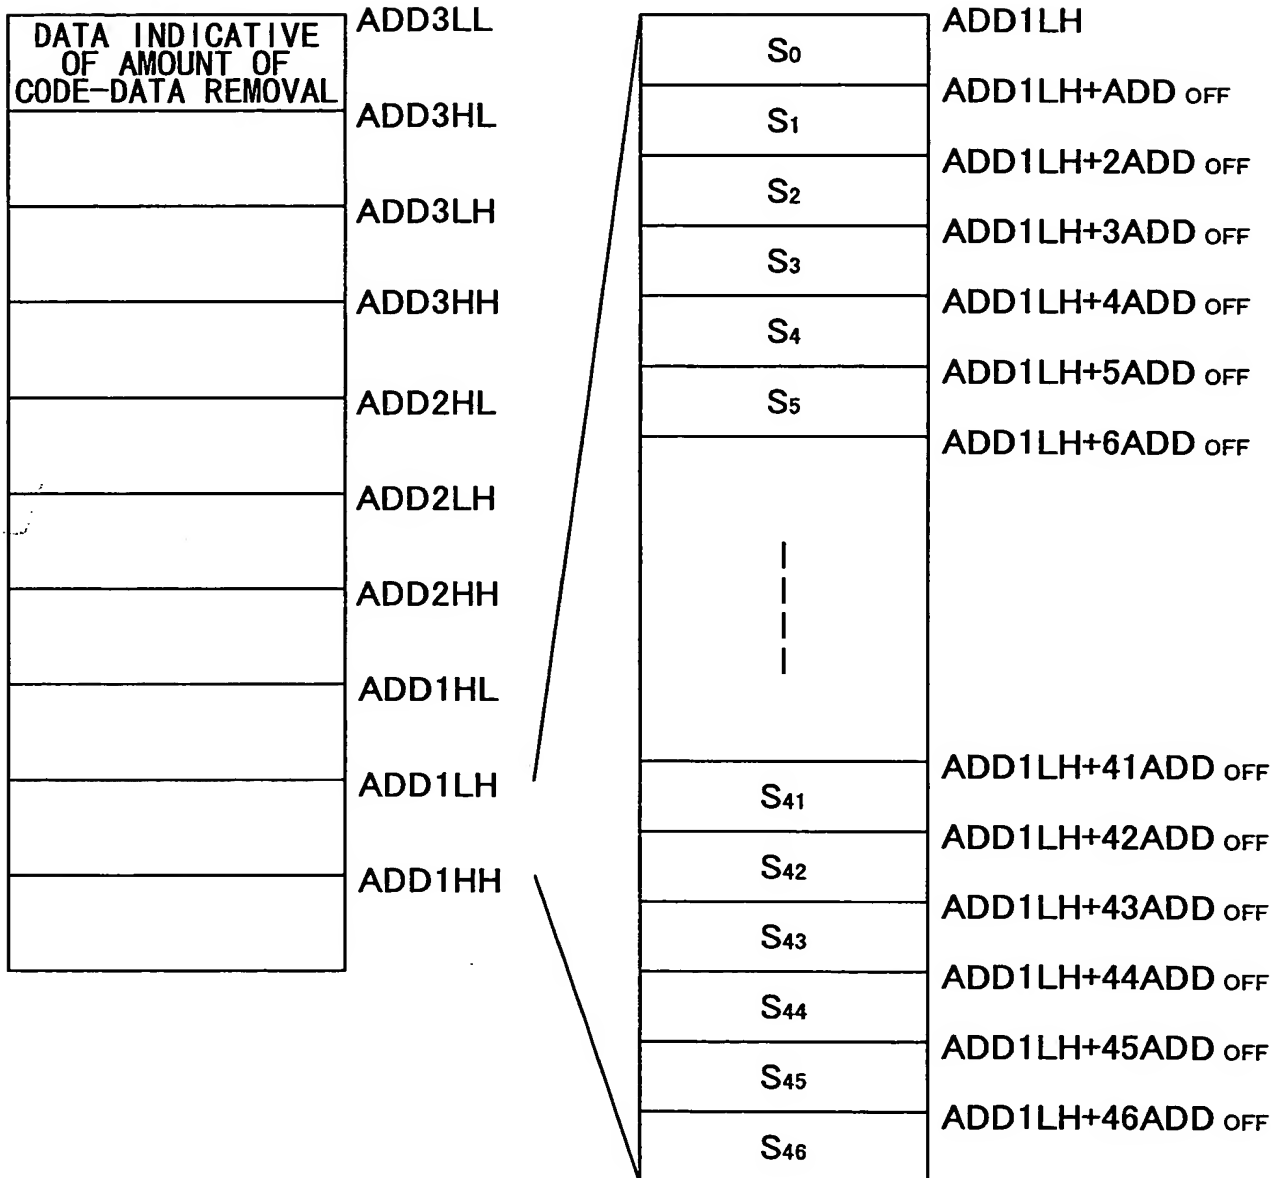 DATA INDICATIVE
OF AMOUNT OF
CODE-DATA REMOVAL
ADD3LL
ADD3HL
ADD3LH
ADD3HH
ADD2HL
ADD2LH
ADD2HH
ADD1HL
ADD1LH
ADD1HH
ADD1LH
S0
ADD1LH+ADD OFF
S1
ADD1LH+2ADD OFF
S2
ADD1LH+3ADD OFF
S3
ADD1LH+4ADD OFF
S4
ADD1LH+5ADD OFF
S5
ADD1LH+6ADD OFF
ADD1LH+41ADD OFF
S41
ADD1LH+42ADD OFF
S42
ADD1LH+43ADD OFF
S43
ADD1LH+44ADD OFF
S44
ADD1LH+45ADD OFF
S45
ADD1LH+46ADD OFF
S46